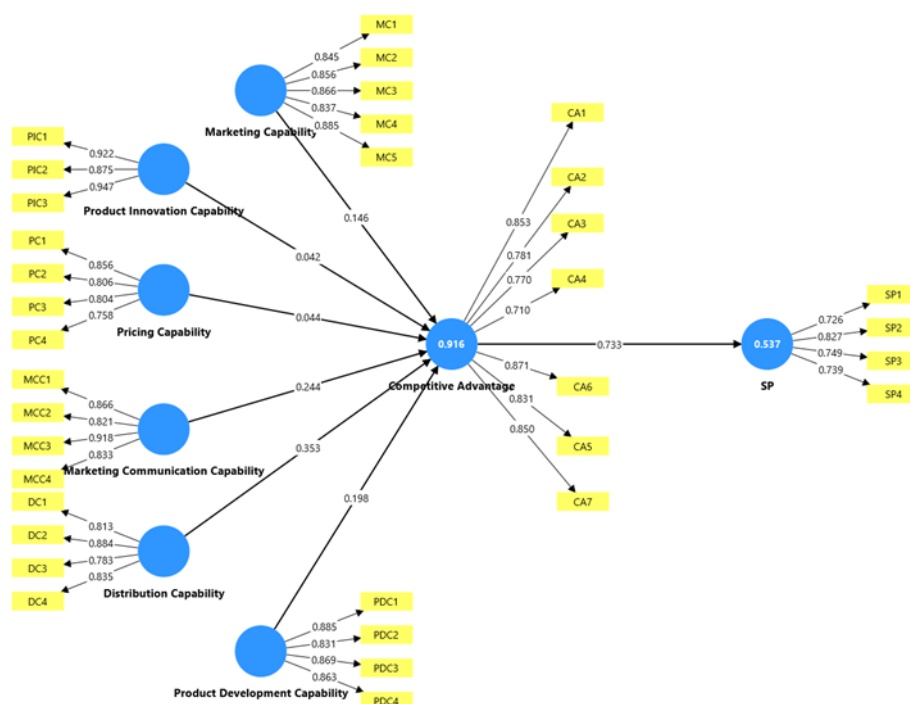 MC1
0.845
MC2
0.856
MC3
0.866
MC4
0.837
MC5
0.885
Marketing Capability
PIC1
0.922
PIC2
0.875
PIC3
0.947
Product Innovation Capability
PC1
0.856
PC2
0.806
PC3
0.804
PC4
0.758
Pricing Capability
MCC1
0.866
MCC2
0.821
MCC3
0.918
MCC4
0.833
Marketing Communication Capability
DC1
0.813
DC2
0.884
DC3
0.783
DC4
0.835
Distribution Capability
PDC1
0.885
PDC2
0.831
PDC3
0.869
PDC4
0.863
Product Development Capability
0.146
0.042
0.044
0.244
0.353
0.198
0.916
Competitive Advantage
CA1
0.853
CA2
0.781
CA3
0.770
CA4
0.710
CA6
0.871
CA5
0.831
CA7
0.850
0.733
0.537
SP
SP1
0.726
SP2
0.827
SP3
0.749
SP4
0.739